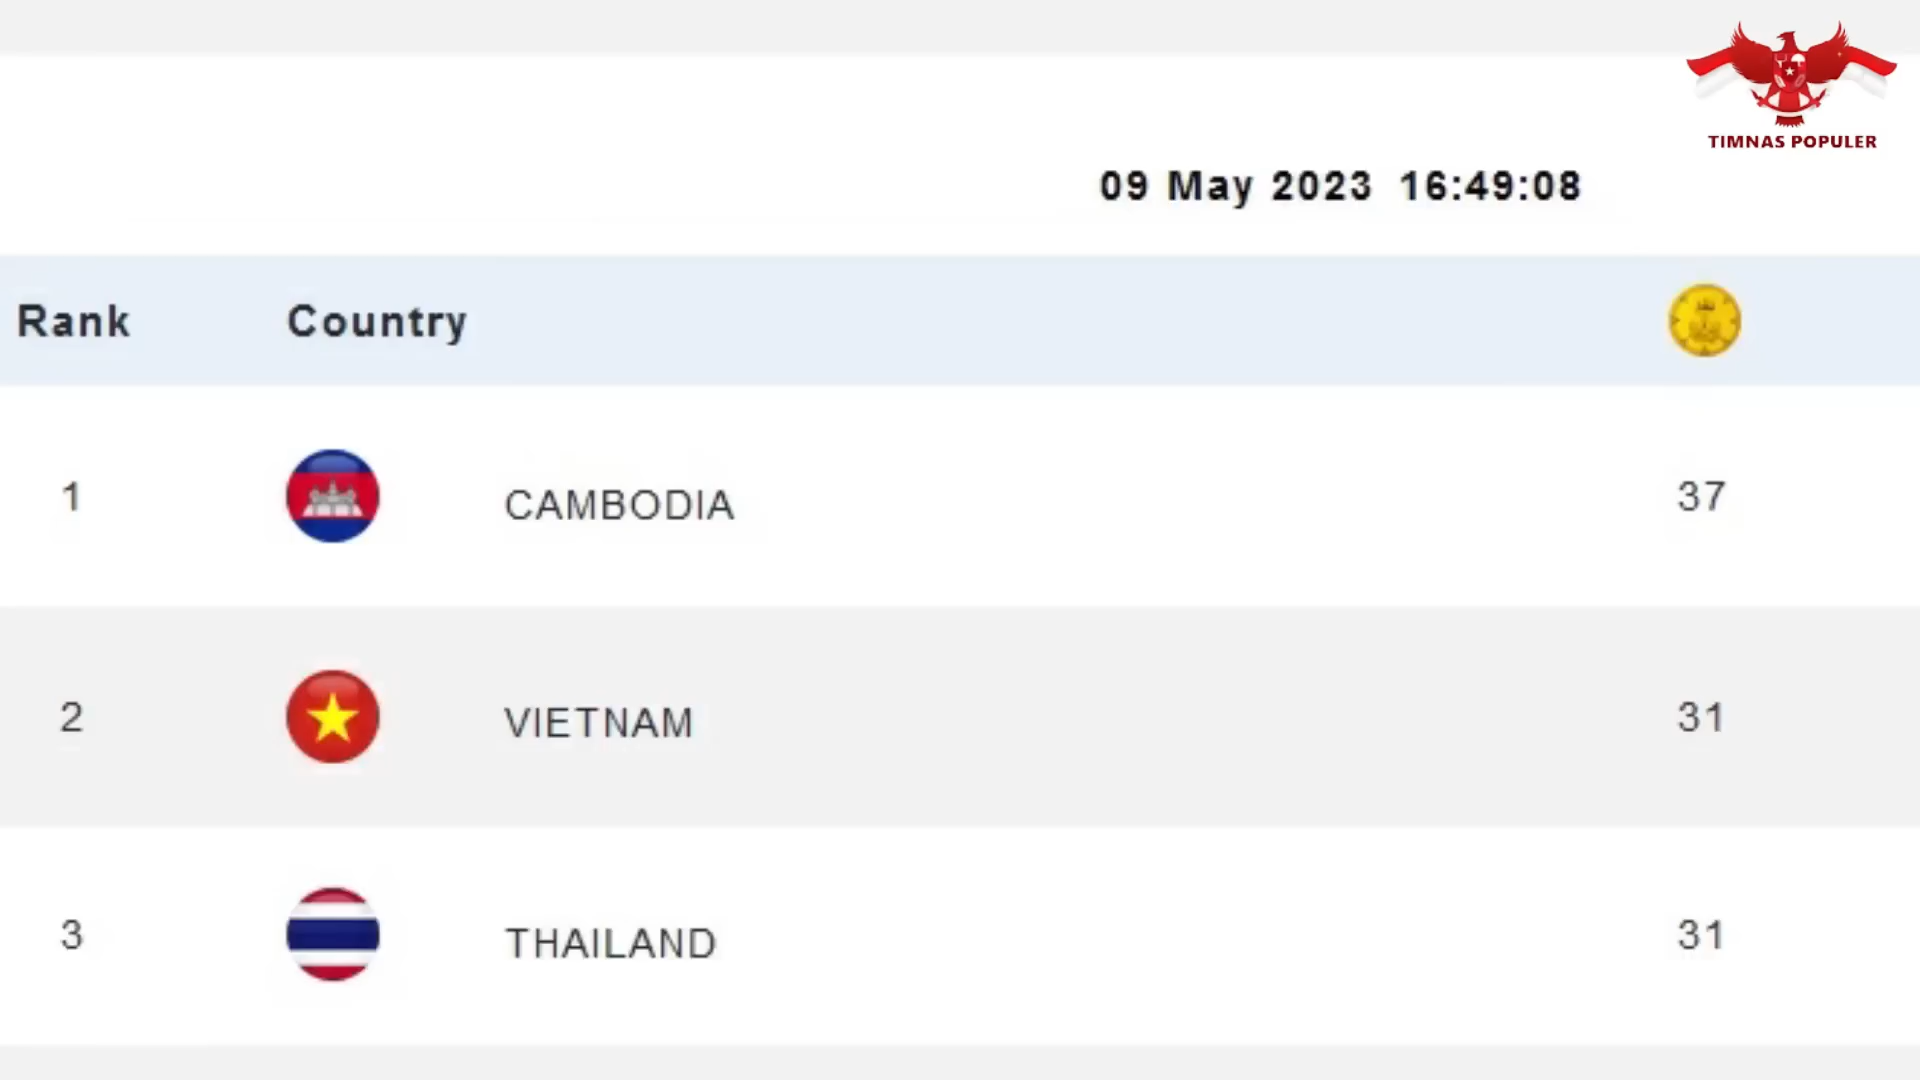 TIMNAS POPULER
09 May 2023 16:49:08
Rank Country
1 CAMBODIA 37
2 VIETNAM 31
3 THAILAND 31